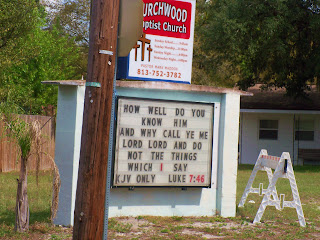 URCHWOOD
Baptist Church
813-752-3782
HOW WELL DO YOU
KNOW HIM
AND WHY CALL YE ME
LORD LORD AND DO
NOT THE THINGS
WHICH I SAY
KJV ONLY LUKE 7:46